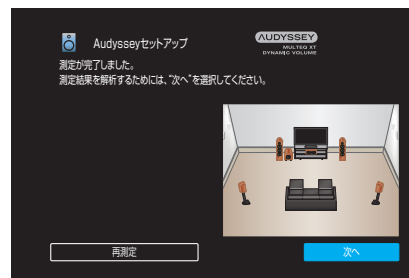 Audysseyセットアップ
AUDYSSEY
MULTEQ XT
DYNAMIC VOLUME
測定が完了しました。
測定結果を解析するためには、"次へ"を選択してください。
再測定
次へ